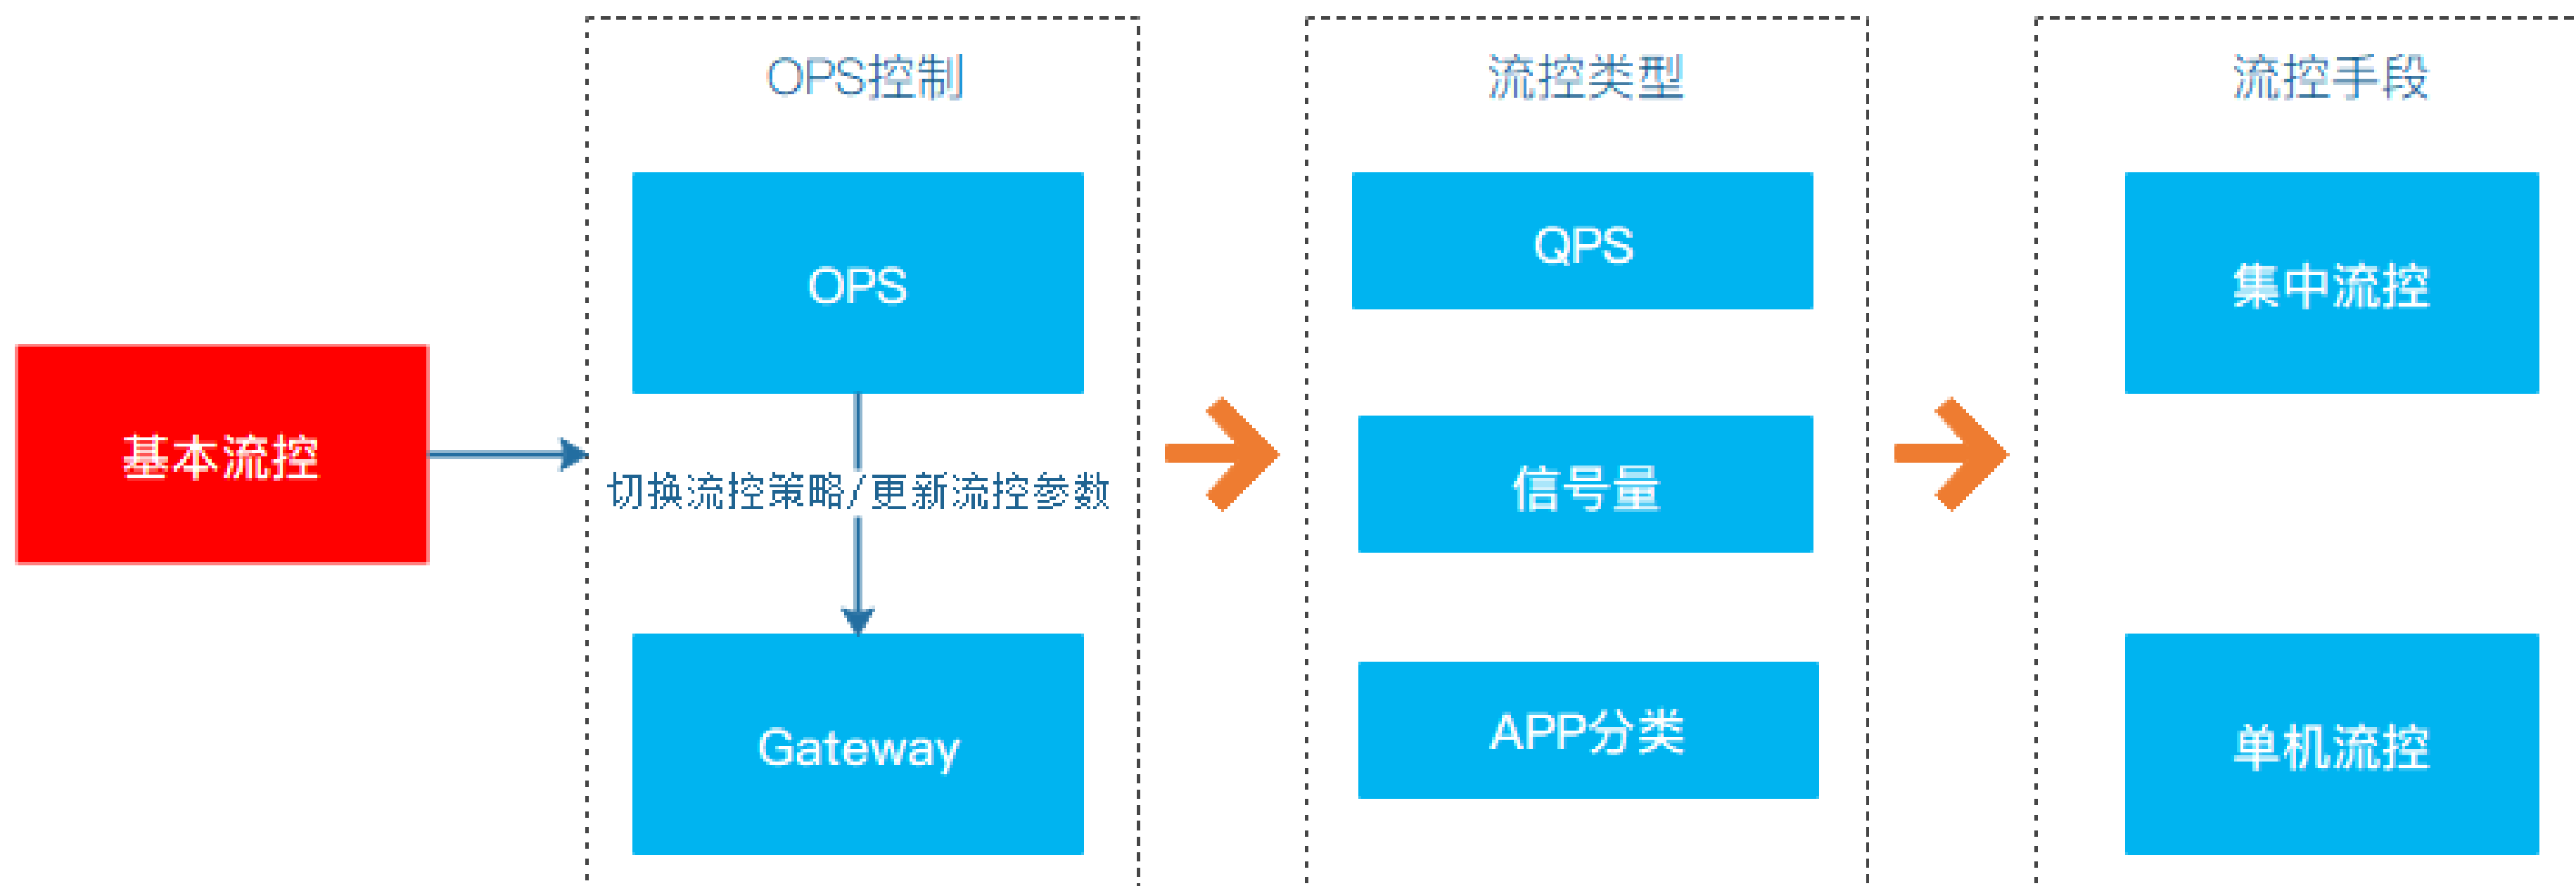 OPS控制
流控类型
流控手段
OPS
QPS
集中流控
基本流控
切换流控策略/更新流控参数
信号量
Gateway
APP分类
单机流控